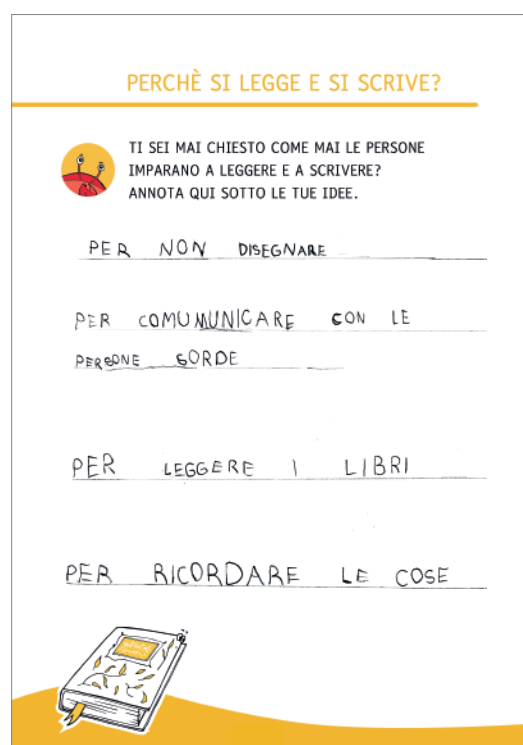 PERCHÈ SI LEGGE E SI SCRIVE?
TI SEI MAI CHIESTO COME MAI LE PERSONE
IMPARANO A LEGGERE E A SCRIVERE?
ANNOTA QUI SOTTO LE TUE IDEE.
PER NON DISEGNARE
PER COMUMUNICARE CON LE
PERSONE SORDE
PER LEGGERE I LIBRI
PER RICORDARE LE COSE